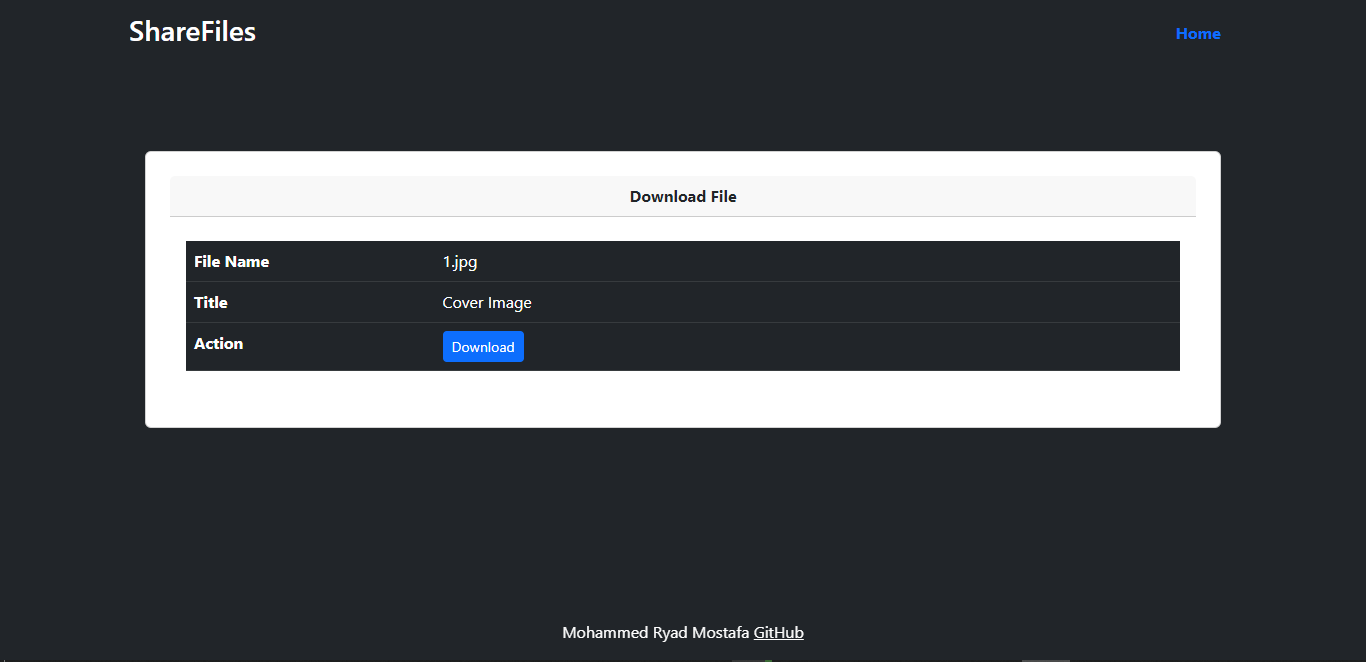 ShareFiles
Home
Download File
File Name 1.jpg
Title Cover Image
Action Download
Mohammed Ryad Mostafa GitHub